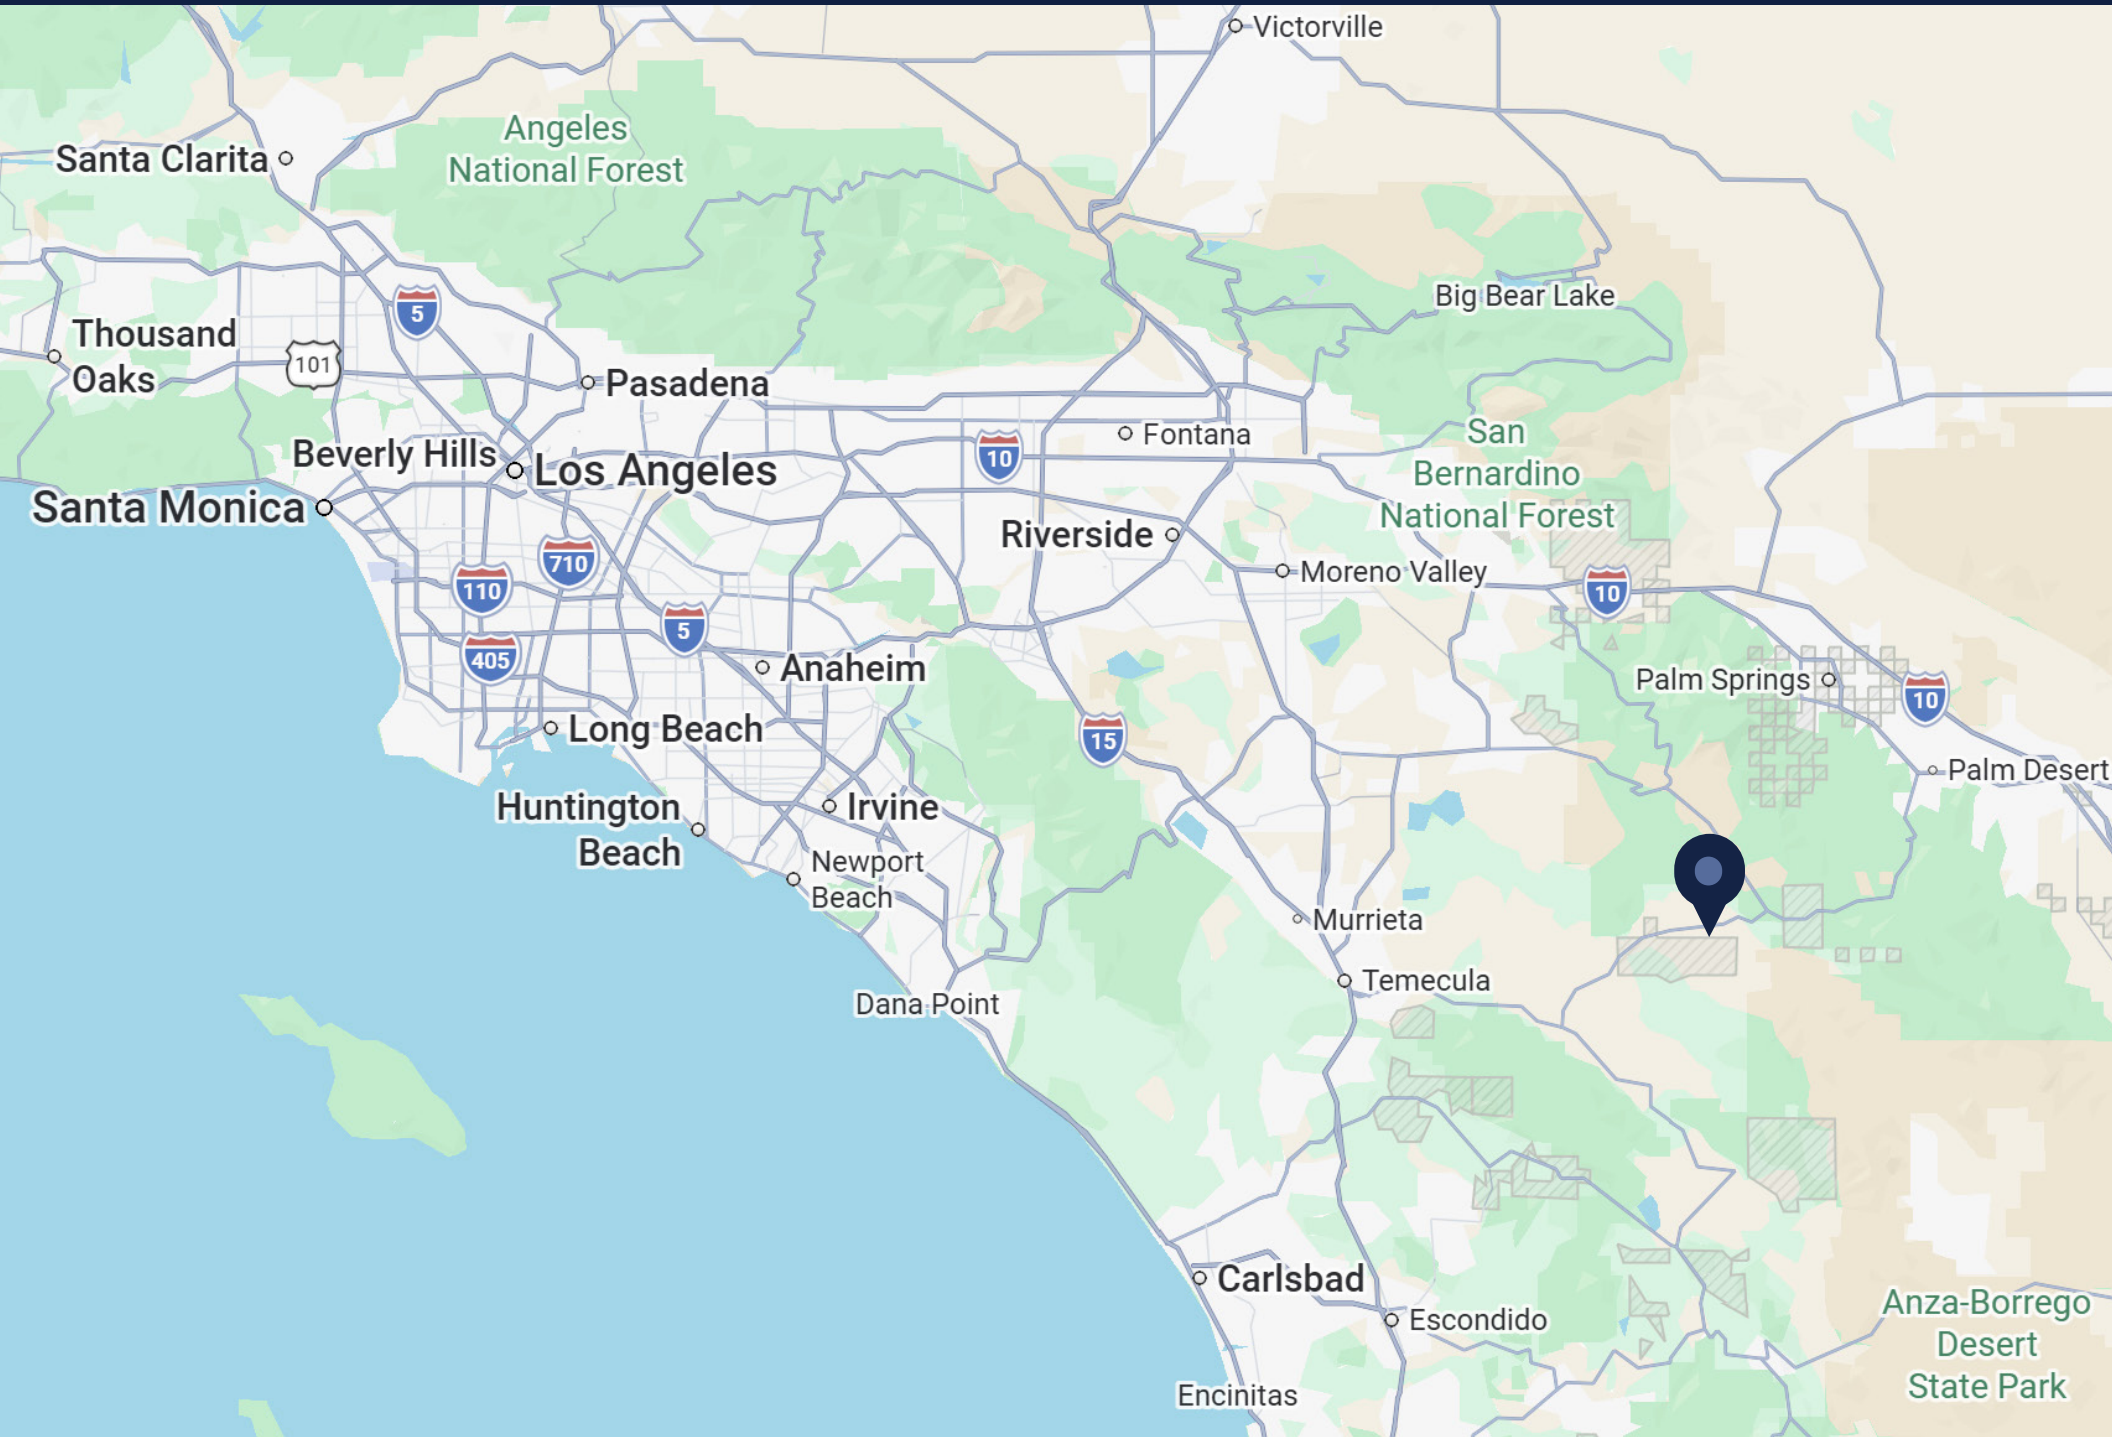 Victorville
Angeles
National Forest
Santa Clarita
Big Bear Lake
5
Thousand
Oaks
101
Pasadena
Fontana
San
Bernardino
National Forest
Beverly Hills
Los Angeles
10
Santa Monica
Riverside
710
110
Moreno Valley
10
5
405
Anaheim
Palm Springs
10
Long Beach
15
Palm Desert
Huntington
Beach
Irvine
Newport
Beach
Murrieta
Temecula
Dana Point
Carlsbad
Escondido
Anza-Borrego
Desert
State Park
Encinitas